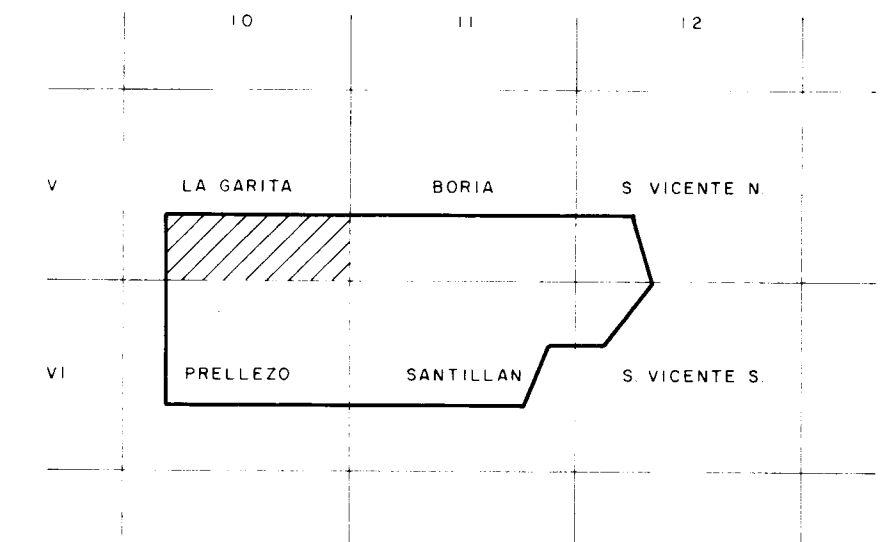 10 11 12
V LA GARITA BORIA S. VICENTE N.
VI PRELLEZO SANTILLAN S. VICENTE S.